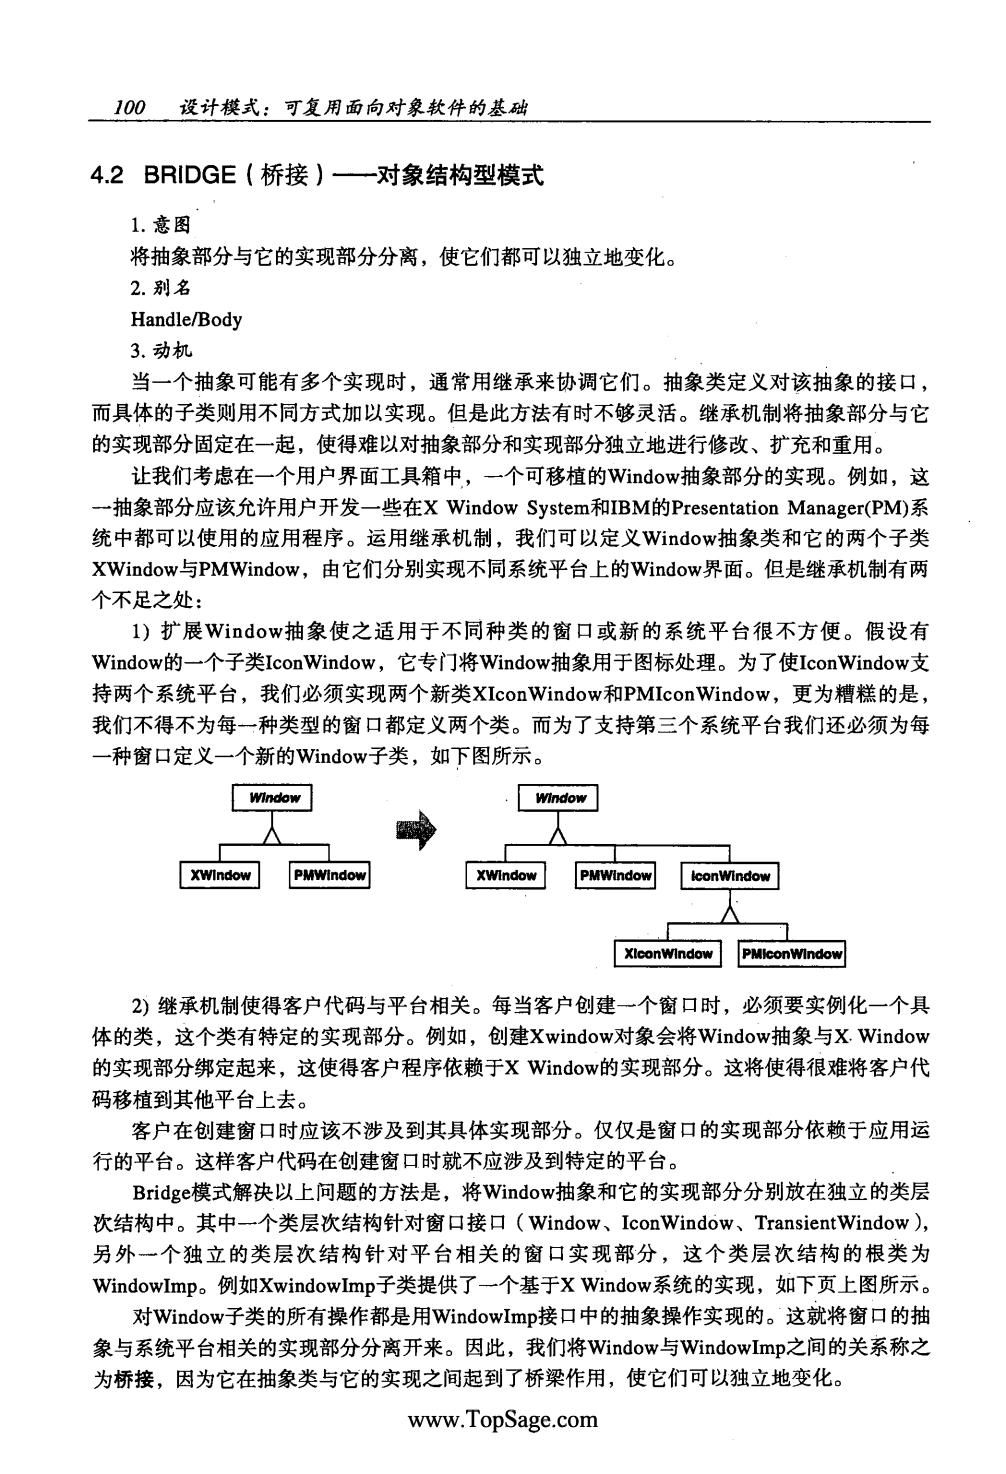 100 设计模式：可复用面向对象软件的基础
4.2 BRIDGE（桥接）——对象结构型模式
1. 意图
将抽象部分与它的实现部分分离，使它们都可以独立地变化。
2. 别名
Handle/Body
3. 动机
当一个抽象可能有多个实现时，通常用继承来协调它们。抽象类定义对该抽象的接口，
而具体的子类则用不同方式加以实现。但是此方法有时不够灵活。继承机制将抽象部分与它
的实现部分固定在一起，使得难以对抽象部分和实现部分独立地进行修改、扩充和重用。
让我们考虑在一个用户界面工具箱中，一个可移植的Window抽象部分的实现。例如，这
一抽象部分应该允许用户开发一些在X Window System和IBM的Presentation Manager(PM)系
统中都可以使用的应用程序。运用继承机制，我们可以定义Window抽象类和它的两个子类
XWindow与PMWindow，由它们分别实现不同系统平台上的Window界面。但是继承机制有两
个不足之处：
1) 扩展Window抽象使之适用于不同种类的窗口或新的系统平台很不方便。假设有
Window的一个子类IconWindow，它专门将Window抽象用于图标处理。为了使IconWindow支
持两个系统平台，我们必须实现两个新类XIconWindow和PMIconWindow，更为糟糕的是，
我们不得不为每一种类型的窗口都定义两个类。而为了支持第三个系统平台我们还必须为每
一种窗口定义一个新的Window子类，如下图所示。
Window Window
XWindow PMWindow XWindow PMWindow IconWindow
XIconWindow PMIconWindow
2) 继承机制使得客户代码与平台相关。每当客户创建一个窗口时，必须要实例化一个具
体的类，这个类有特定的实现部分。例如，创建Xwindow对象会将Window抽象与X Window
的实现部分绑定起来，这使得客户程序依赖于X Window的实现部分。这将使得很难将客户代
码移植到其他平台上去。
客户在创建窗口时应该不涉及到其具体实现部分。仅仅是窗口的实现部分依赖于应用运
行的平台。这样客户代码在创建窗口时就不应涉及到特定的平台。
Bridge模式解决以上问题的方法是，将Window抽象和它的实现部分分别放在独立的类层
次结构中。其中一个类层次结构针对窗口接口（Window、IconWindow、TransientWindow），
另外一个独立的类层次结构针对平台相关的窗口实现部分，这个类层次结构的根类为
WindowImp。例如XwindowImp子类提供了一个基于X Window系统的实现，如下页上图所示。
对Window子类的所有操作都是用WindowImp接口中的抽象操作实现的。这就将窗口的抽
象与系统平台相关的实现部分分离开来。因此，我们将Window与WindowImp之间的关系称之
为桥接，因为它在抽象类与它的实现之间起到了桥梁作用，使它们可以独立地变化。
www.TopSage.com